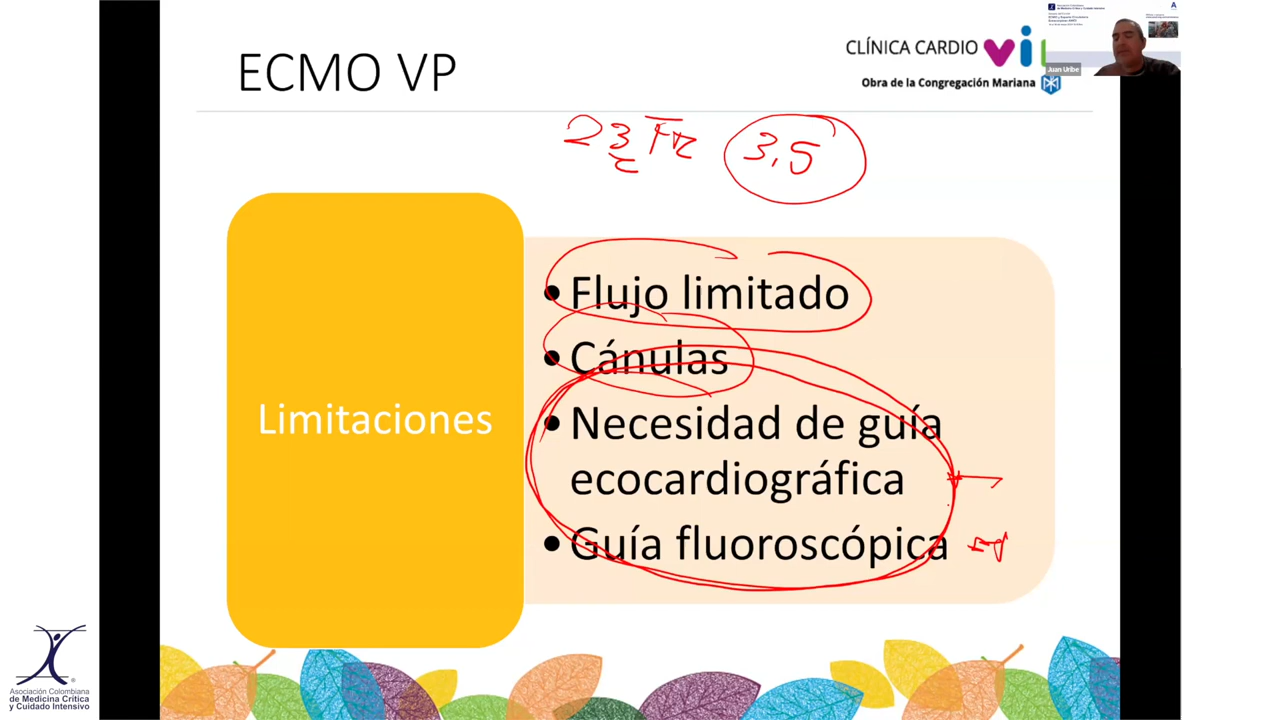 ECMO VP
CLÍNICA CARDIO VI
Obra de la Congregación Mariana
Juan Uribe
23 Fr 3,5
Limitaciones
• Flujo limitado
• Cánulas
• Necesidad de guía
ecocardiográfica
• Guía fluoroscópica
Asociación Colombiana
de Medicina Crítica
y Cuidado Intensivo